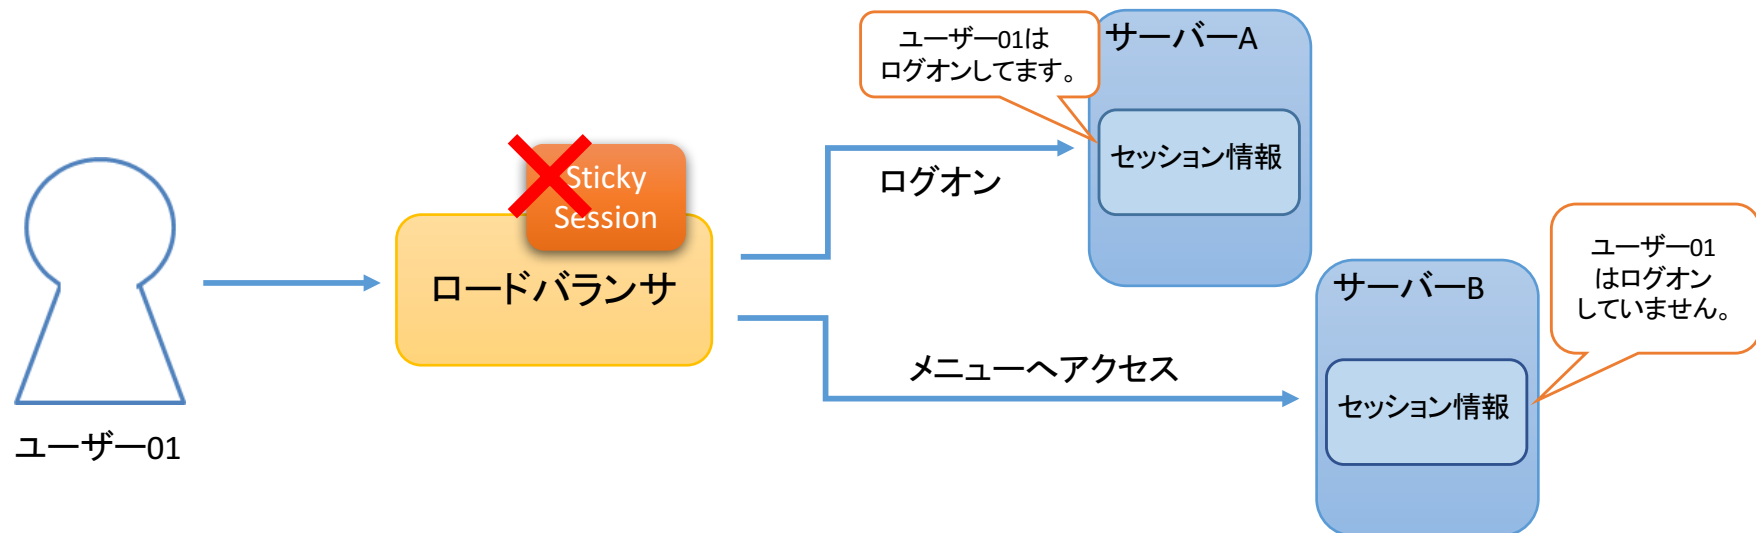 ユーザー01
Sticky
Session
ロードバランサ
ログオン
メニューへアクセス
ユーザー01は
ログオンしてます。
サーバーA
セッション情報
サーバーB
セッション情報
ユーザー01
はログオン
していません。